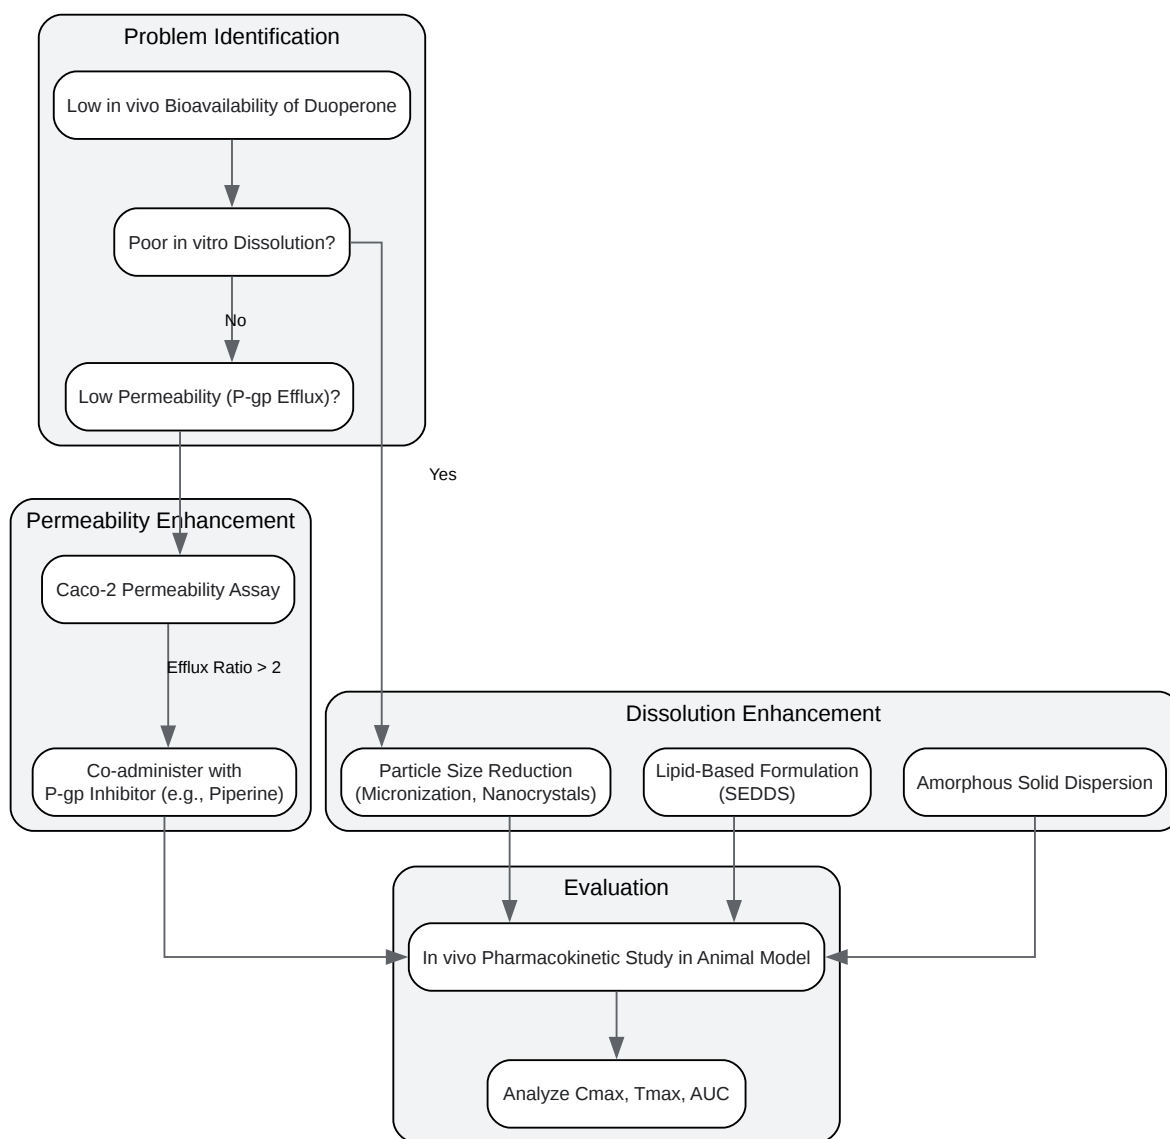 Problem Identification
Low in vivo Bioavailability of Duoperone
Poor in vitro Dissolution?
No
Low Permeability (P-gp Efflux)?
Yes
Permeability Enhancement
Caco-2 Permeability Assay
Efflux Ratio > 2
Co-administer with
P-gp Inhibitor (e.g., Piperine)
Dissolution Enhancement
Particle Size Reduction
(Micronization, Nanocrystals)
Lipid-Based Formulation
(SEDDS)
Amorphous Solid Dispersion
Evaluation
In vivo Pharmacokinetic Study in Animal Model
Analyze Cmax, Tmax, AUC